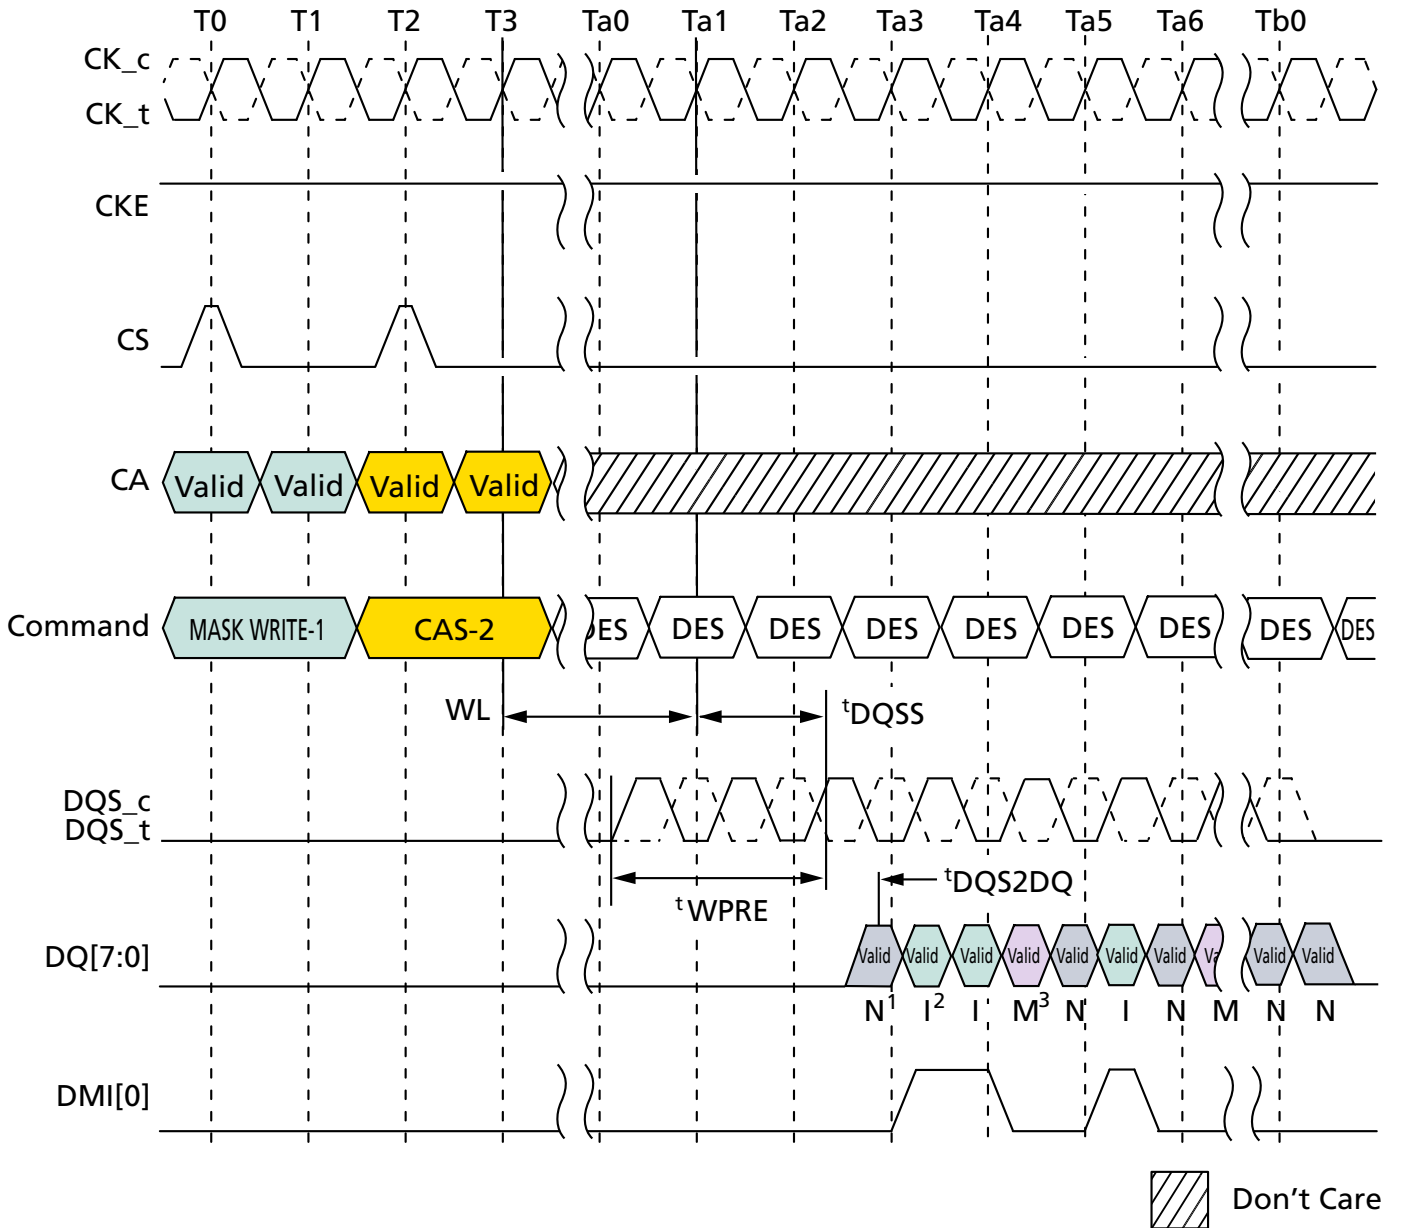 T0 T1 T2 T3 Ta0 Ta1 Ta2 Ta3 Ta4 Ta5 Ta6 Tb0
CK_c
CK_t
CKE
CS
CA Valid Valid Valid Valid
Command MASK WRITE-1 CAS-2 DES DES DES DES DES DES DES DES DES
WL tDQSS
DQS_c
DQS_t
tDQS2DQ
tWPRE
DQ[7:0] Valid Valid Valid Valid Valid Valid Valid Va Valid Valid
N1 I2 I M3 N I N M N N
DMI[0]
Don't Care